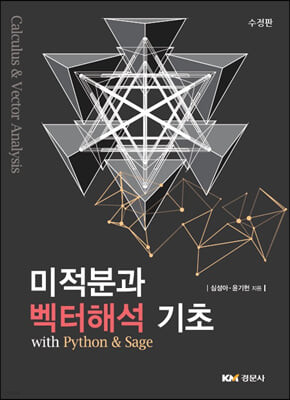 수정판
Calculus & Vector Analysis
| 심성아 · 윤기헌 지음 |
미적분과
벡터해석 기초
with Python & Sage
KM 경문사